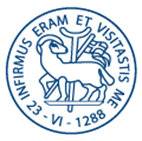 INFIRMUS ERAM ET VISITASTIS ME
23 - VI - 1288